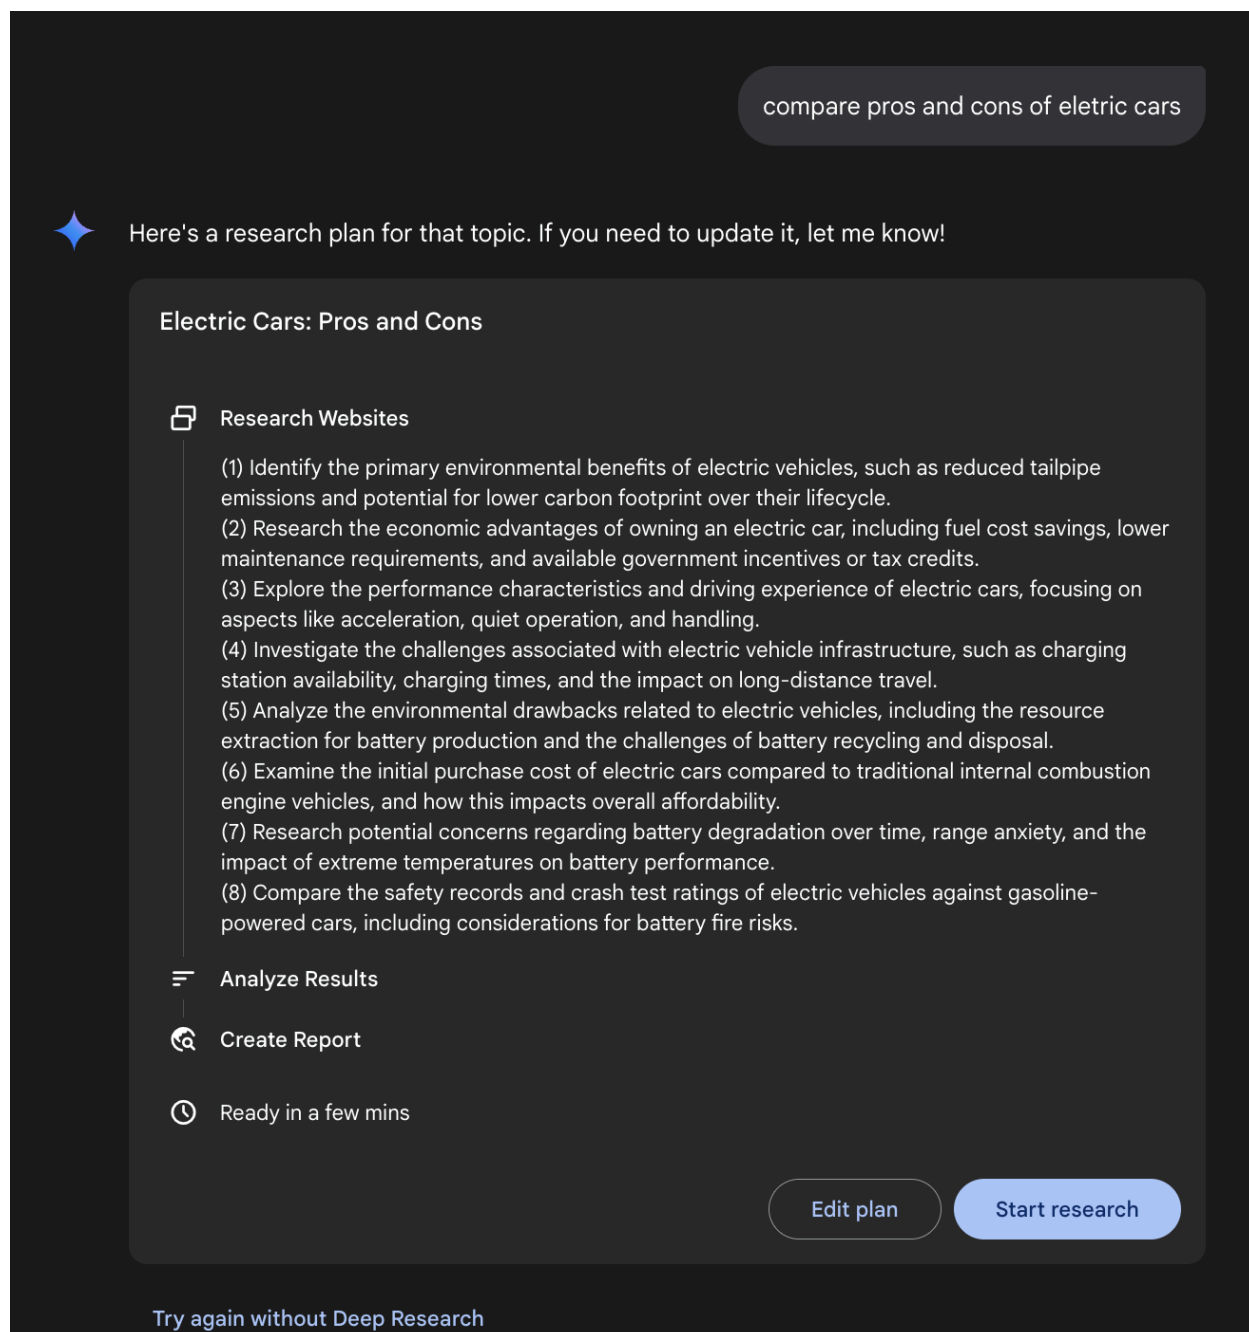 compare pros and cons of eletric cars
Here's a research plan for that topic. If you need to update it, let me know!
Electric Cars: Pros and Cons
Research Websites
(1) Identify the primary environmental benefits of electric vehicles, such as reduced tailpipe
emissions and potential for lower carbon footprint over their lifecycle.
(2) Research the economic advantages of owning an electric car, including fuel cost savings, lower
maintenance requirements, and available government incentives or tax credits.
(3) Explore the performance characteristics and driving experience of electric cars, focusing on
aspects like acceleration, quiet operation, and handling.
(4) Investigate the challenges associated with electric vehicle infrastructure, such as charging
station availability, charging times, and the impact on long-distance travel.
(5) Analyze the environmental drawbacks related to electric vehicles, including the resource
extraction for battery production and the challenges of battery recycling and disposal.
(6) Examine the initial purchase cost of electric cars compared to traditional internal combustion
engine vehicles, and how this impacts overall affordability.
(7) Research potential concerns regarding battery degradation over time, range anxiety, and the
impact of extreme temperatures on battery performance.
(8) Compare the safety records and crash test ratings of electric vehicles against gasoline-
powered cars, including considerations for battery fire risks.
Analyze Results
Create Report
Ready in a few mins
Edit plan
Start research
Try again without Deep Research